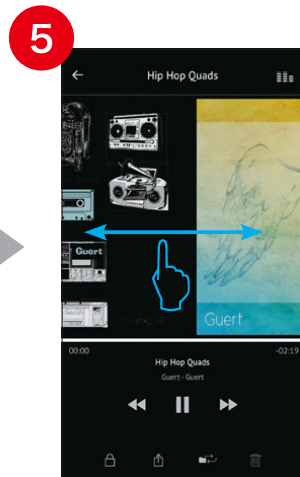 5
Hip Hop Quads
Guert
Guert
00:00
-02:19
Hip Hop Quads
Guert - Guert